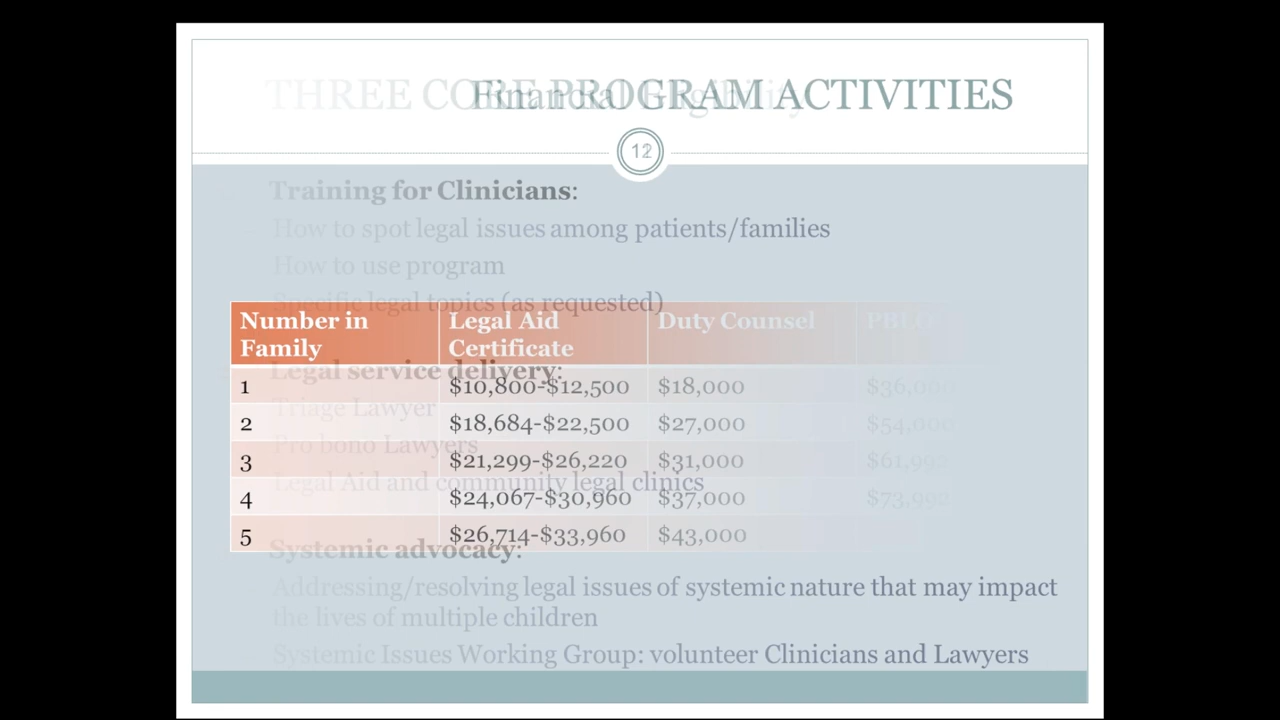 THREE CORE PROGRAM ACTIVITIES
Financial Eligibility
Training for Clinicians:
How to spot legal issues among patients/families
How to use program
Specific legal topics (as requested)
Legal service delivery:
Triage Lawyer
Pro bono Lawyers
Legal Aid and community legal clinics
Systemic advocacy:
Addressing/resolving legal issues of systemic nature that may impact
the lives of multiple children
Systemic Issues Working Group: volunteer Clinicians and Lawyers
Number in Family Legal Aid Certificate Duty Counsel
1 $10,800-$12,500 $18,000 $36,000
2 $18,684-$22,500 $27,000 $54,000
3 $21,299-$26,220 $31,000
4 $24,067-$30,960 $37,000
5 $26,714-$33,960 $43,000